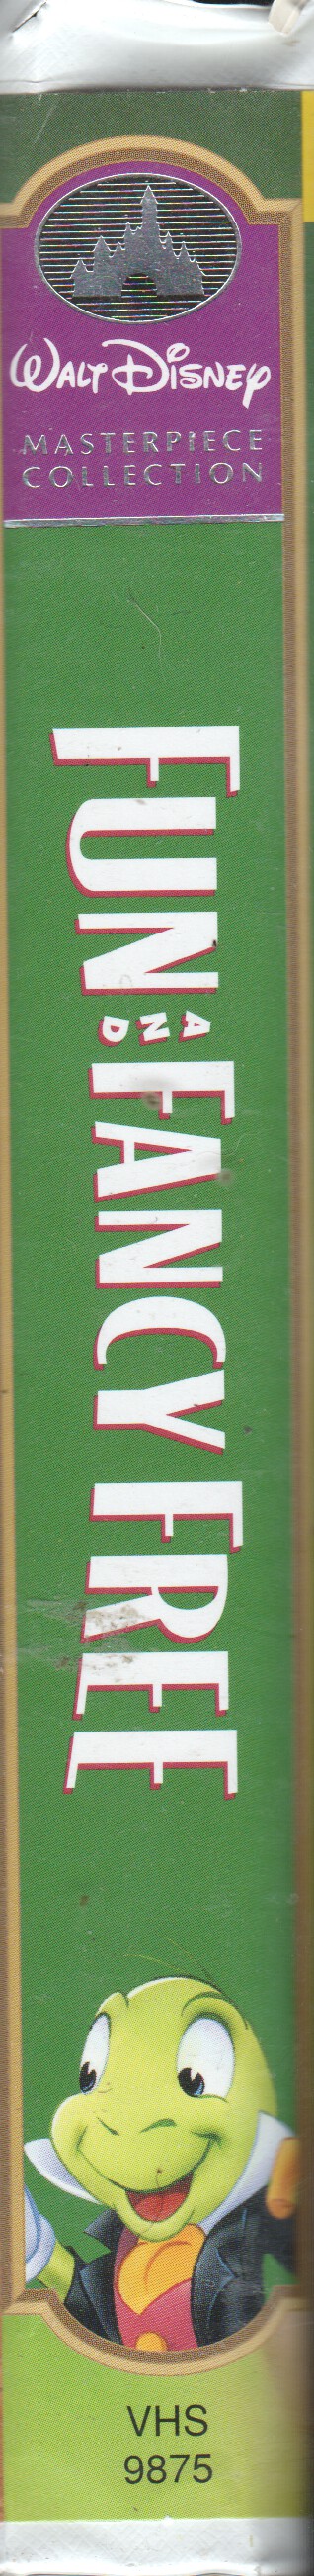 WALT DISNEY
MASTERPIECE
COLLECTION
FUN AND FANCY FREE
VHS
9875